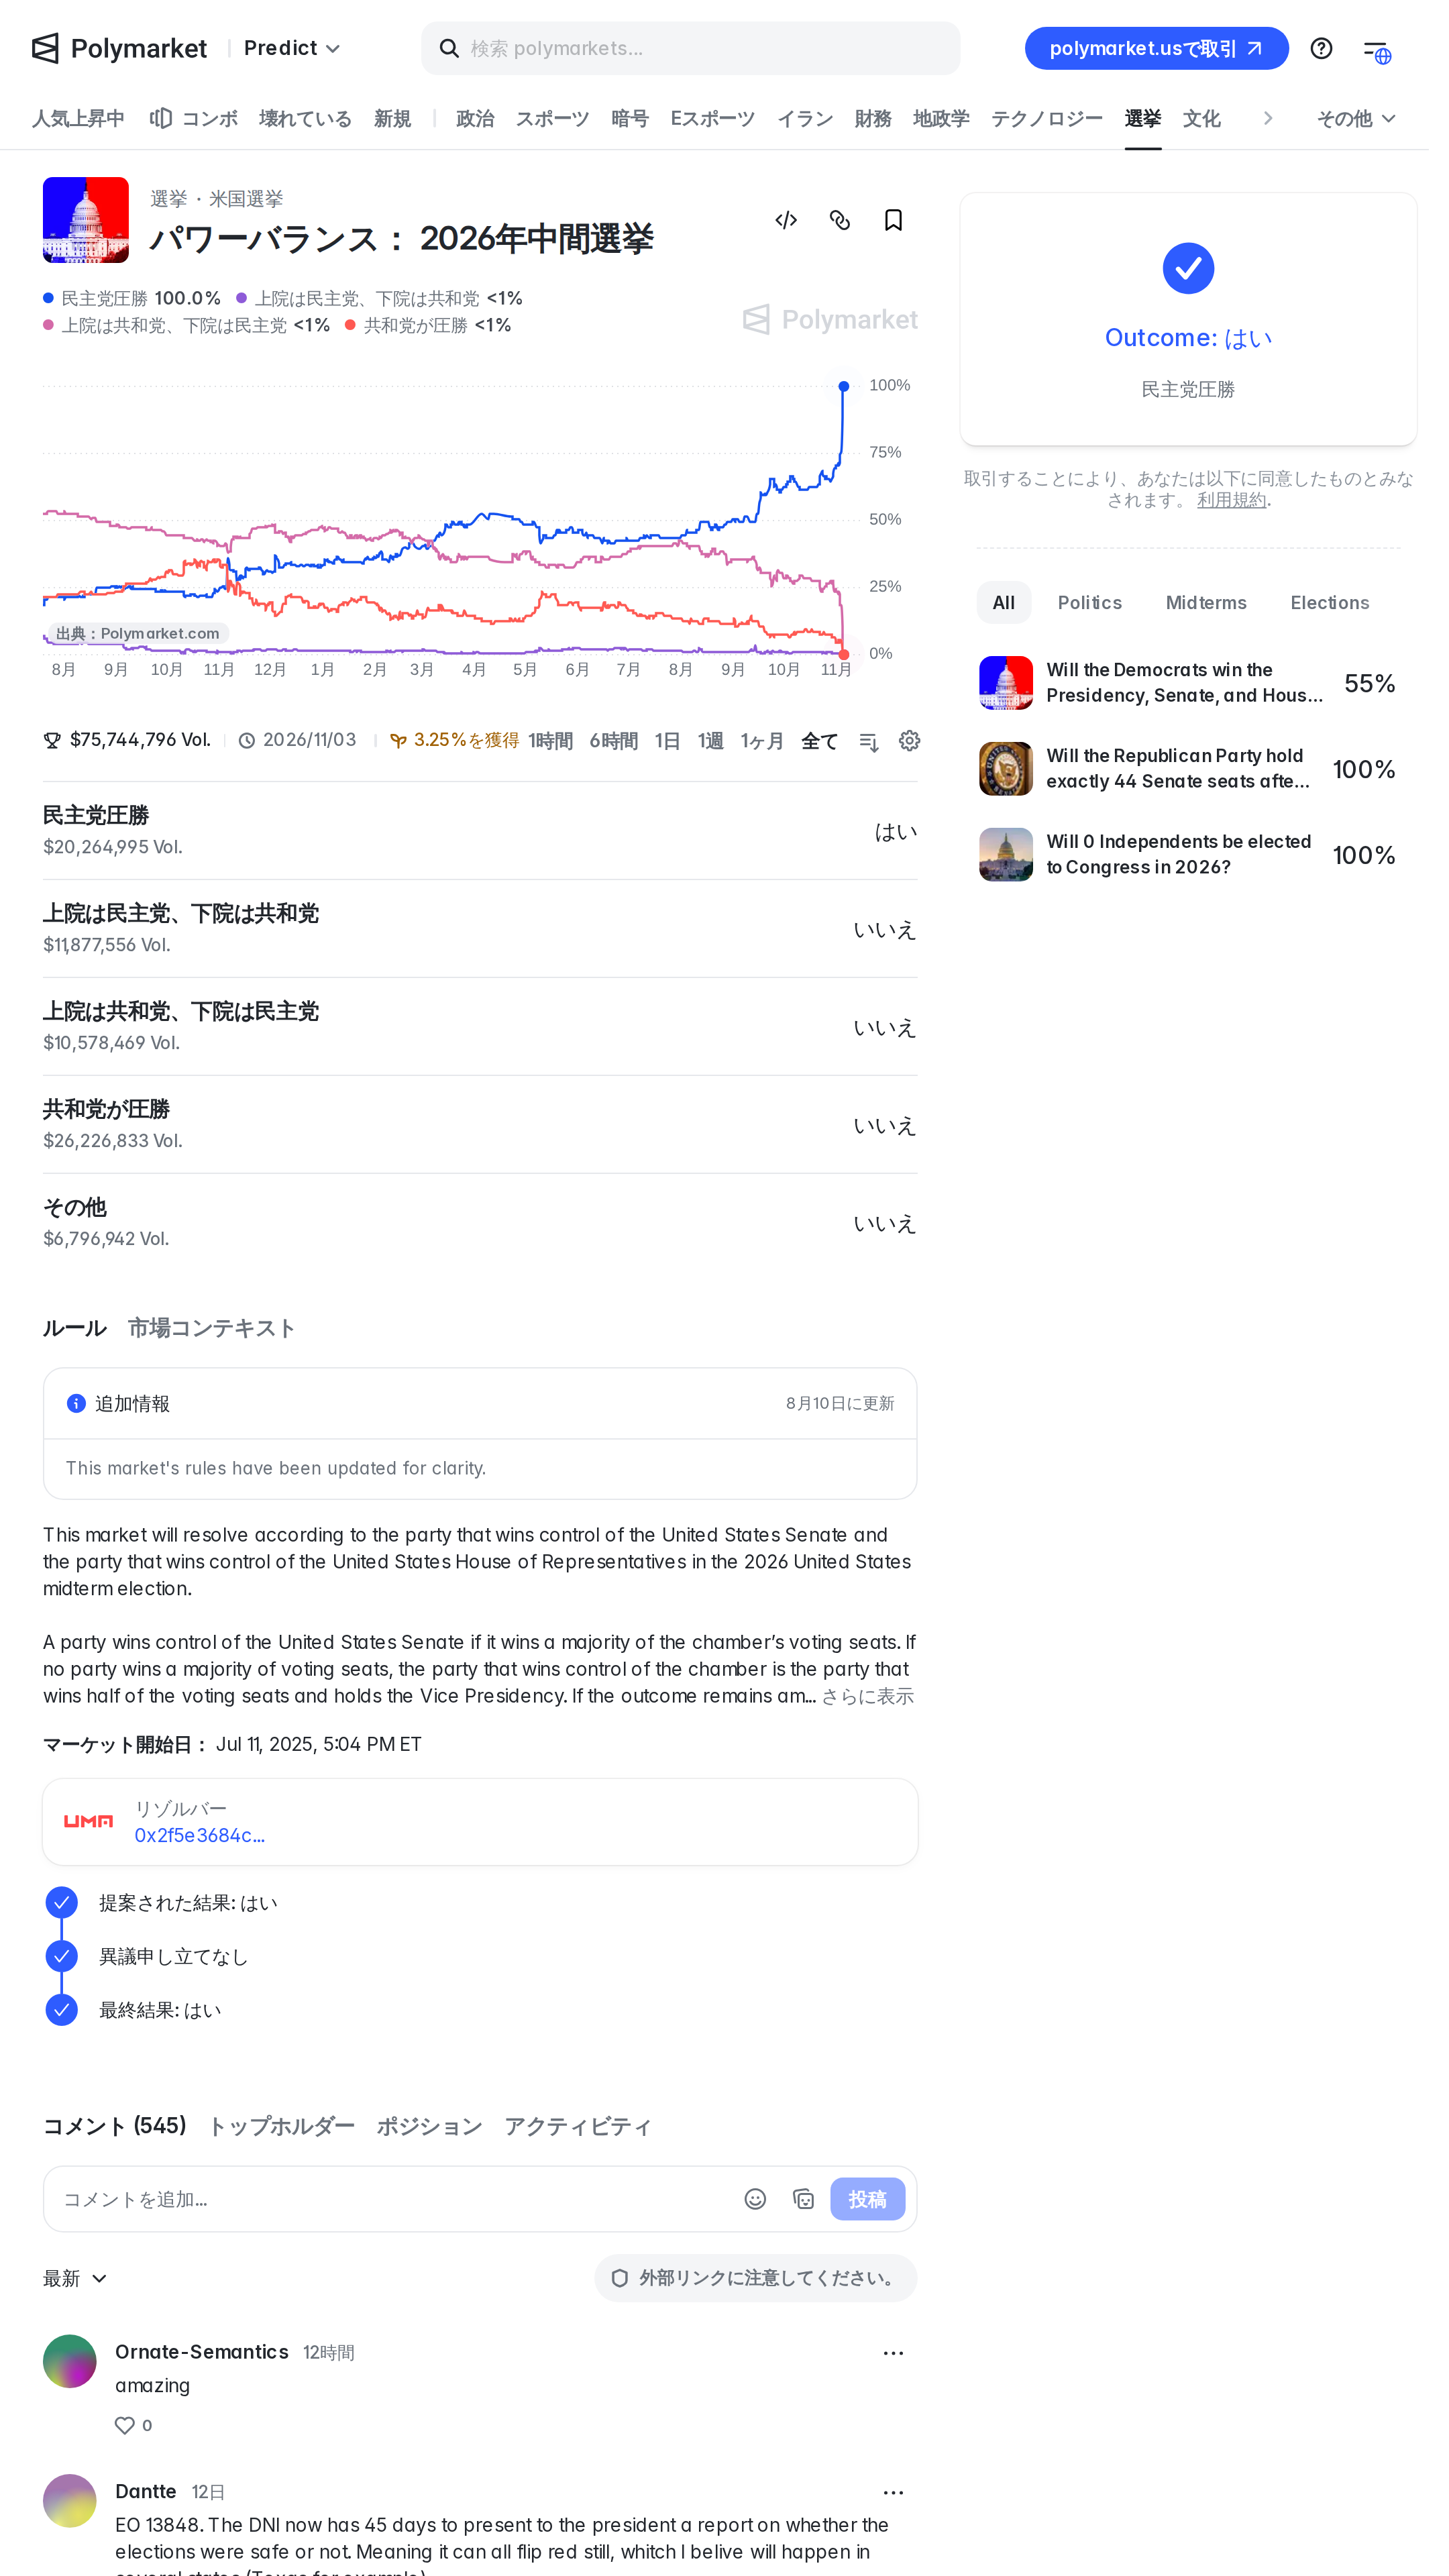 Polymarket
Predict
検索 polymarkets...
polymarket.usで取引
人気上昇中 コンボ 壊れている 新規 政治 スポーツ 暗号 Eスポーツ イラン 財務 地政学 テクノロジー 選挙 文化 その他
選挙 · 米国選挙
パワーバランス： 2026年中間選挙
民主党圧勝 100.0% 上院は民主党、下院は共和党 <1%
上院は共和党、下院は民主党 <1% 共和党が圧勝 <1%
Polymarket
100%
75%
50%
25%
0%
出典：Polymarket.com
8月 9月 10月 11月 12月 1月 2月 3月 4月 5月 6月 7月 8月 9月 10月 11月
$75,744,796 Vol. 2026/11/03 3.25%を獲得 1時間 6時間 1日 1週 1ヶ月 全て
民主党圧勝
$20,264,995 Vol.
はい
上院は民主党、下院は共和党
$11,877,556 Vol.
いいえ
上院は共和党、下院は民主党
$10,578,469 Vol.
いいえ
共和党が圧勝
$26,226,833 Vol.
いいえ
その他
$6,796,942 Vol.
いいえ
ルール 市場コンテキスト
追加情報
8月10日に更新
This market's rules have been updated for clarity.
This market will resolve according to the party that wins control of the United States Senate and
the party that wins control of the United States House of Representatives in the 2026 United States
midterm election.
A party wins control of the United States Senate if it wins a majority of the chamber’s voting seats. If
no party wins a majority of voting seats, the party that wins control of the chamber is the party that
wins half of the voting seats and holds the Vice Presidency. If the outcome remains am... さらに表示
マーケット開始日： Jul 11, 2025, 5:04 PM ET
UMA
リゾルバー
0x2f5e3684c...
提案された結果: はい
異議申し立てなし
最終結果: はい
コメント (545) トップホルダー ポジション アクティビティ
コメントを追加...
投稿
最新
外部リンクに注意してください。
Ornate-Semantics 12時間
amazing
0
Dantte 12日
EO 13848. The DNI now has 45 days to present to the president a report on whether the
elections were safe or not. Meaning it can all flip red still, whitch I belive will happen in
several states (Texas for example)
Outcome: はい
民主党圧勝
取引することにより、あなたは以下に同意したものとみな
されます。 利用規約.
All Politics Midterms Elections
Will the Democrats win the
Presidency, Senate, and Hous...
55%
Will the Republican Party hold
exactly 44 Senate seats afte...
100%
Will 0 Independents be elected
to Congress in 2026?
100%